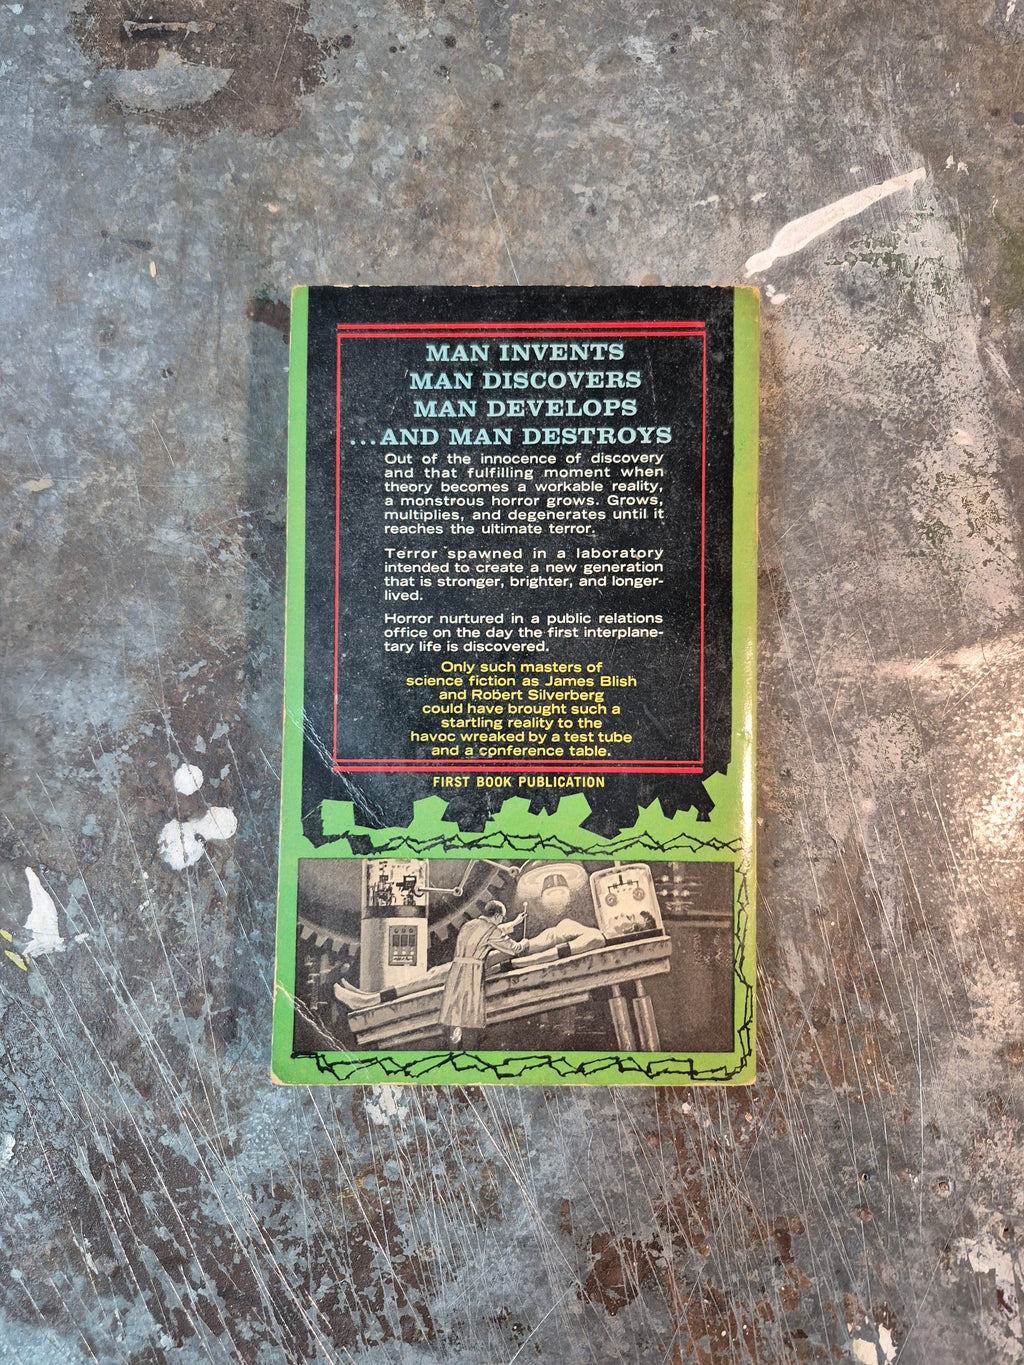 MAN INVENTS
MAN DISCOVERS
MAN DEVELOPS
...AND MAN DESTROYS
Out of the innocence of discovery
and that fulfilling moment when
theory becomes a workable reality,
a monstrous horror grows. Grows,
multiplies, and degenerates until it
reaches the ultimate terror.
Terror spawned in a laboratory
intended to create a new generation
that is stronger, brighter, and longer-
lived.
Horror nurtured in a public relations
office on the day the first interplane-
tary life is discovered.
Only such masters of
science fiction as James Blish
and Robert Silverberg
could have brought such a
startling reality to the
havoc wreaked by a test tube
and a conference table.
FIRST BOOK PUBLICATION